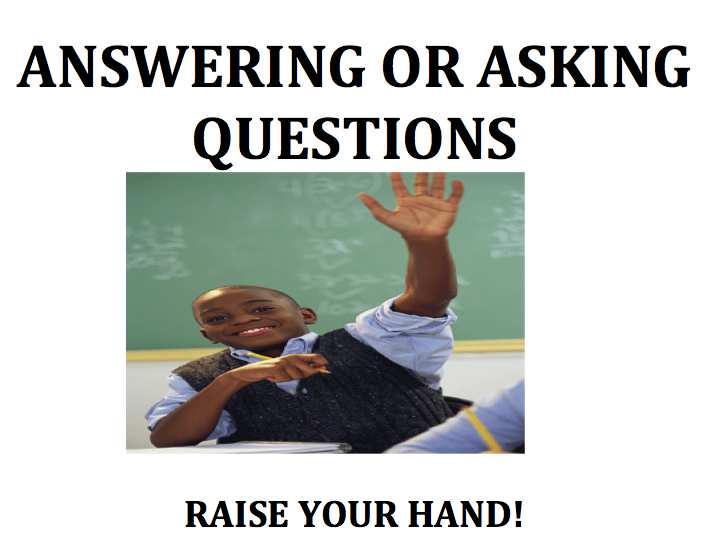 ANSWERING OR ASKING
QUESTIONS
RAISE YOUR HAND!